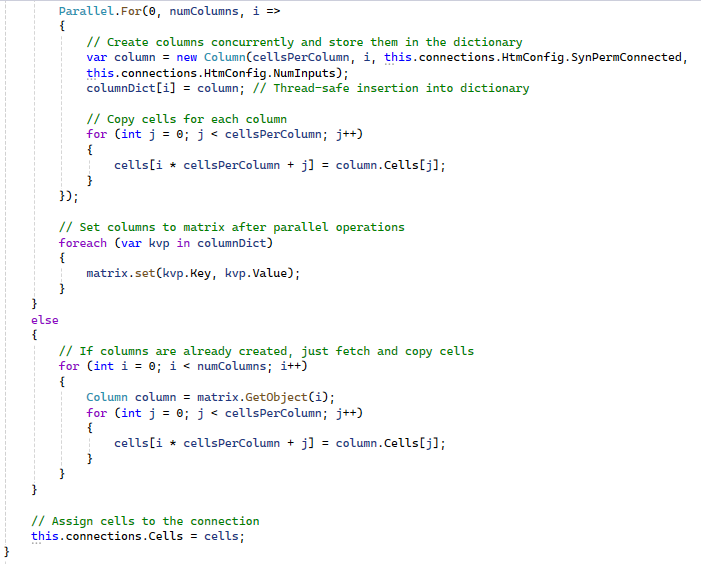 Parallel.For(0, numColumns, i =>
{
// Create columns concurrently and store them in the dictionary
var column = new Column(cellsPerColumn, i, this.connections.HtmConfig.SynPermConnected,
this.connections.HtmConfig.NumInputs);
columnDict[i] = column; // Thread-safe insertion into dictionary
// Copy cells for each column
for (int j = 0; j < cellsPerColumn; j++)
{
cells[i * cellsPerColumn + j] = column.Cells[j];
}
});
// Set columns to matrix after parallel operations
foreach (var kvp in columnDict)
{
matrix.set(kvp.Key, kvp.Value);
}
}
else
{
// If columns are already created, just fetch and copy cells
for (int i = 0; i < numColumns; i++)
{
Column column = matrix.GetObject(i);
for (int j = 0; j < cellsPerColumn; j++)
{
cells[i * cellsPerColumn + j] = column.Cells[j];
}
}
}
// Assign cells to the connection
this.connections.Cells = cells;
}